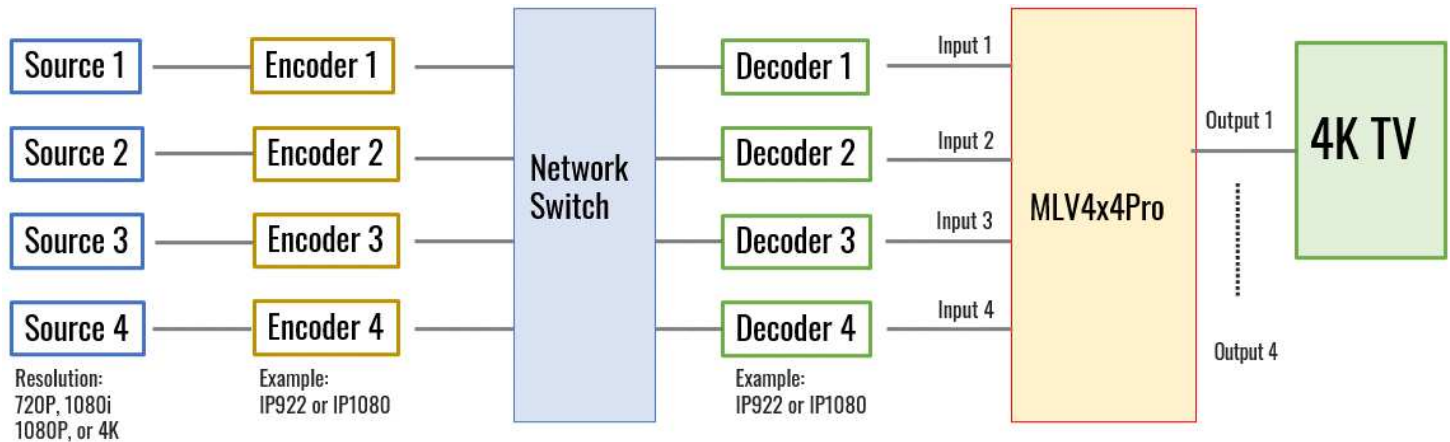 Source 1
Encoder 1
Decoder 1
Input 1
Source 2
Encoder 2
Network
Switch
Decoder 2
Input 2
MLV4x4Pro
Output 1
4K TV
Source 3
Encoder 3
Decoder 3
Input 3
Source 4
Encoder 4
Decoder 4
Input 4
Output 4
Resolution:
720P, 1080i
1080P, or 4K
Example:
IP922 or IP1080
Example:
IP922 or IP1080